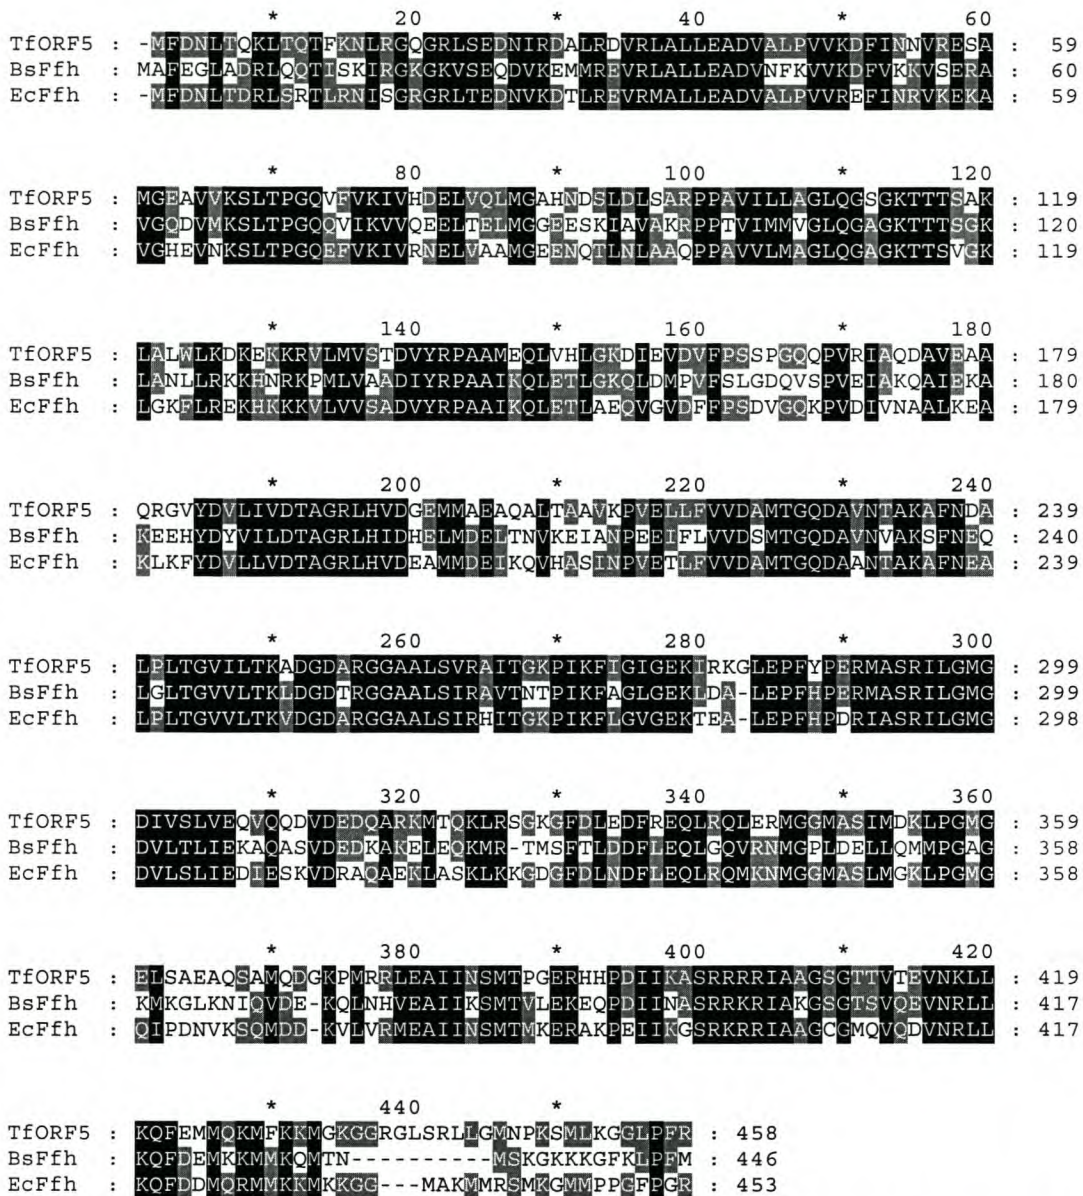 * 20 * 40 * 60
TfORF5 : -MFDNLTQKLTQTFKNLRGQGRLSEDNIRDALRDVRLALLEADVALPVVKDFINNVRESA : 59
BsFfh : MAFEGLADRLQQTISKIRGKGKVSEQDVKEMMREVRLALLEADVNFKVVKDFVKKVSERA : 60
EcFfh : -MFDNLTDRLSRTLRNISGRGRLTEDNVKDTLREVRMALLEADVALPVVREFINRVKEKA : 59
* 80 * 100 * 120
TfORF5 : MGEAVVKSLTPGQVFVKIVHDELVQLMGAHNDSLDLSARPPAVILLAGLQGSGKTTTSAK : 119
BsFfh : VGQDVMKSLTPGQQVIKVVQEELTELMGGEESKIAVAKRPPTVIMMVGLQGAGKTTTSGK : 120
EcFfh : VGHEVNKSLTPGQEFVKIVRNELVAAMGEENQTLNLAAQPPAVVLMAGLQGAGKTTSVGK : 119
* 140 * 160 * 180
TfORF5 : LALWLKDKEKKRVLMVSTDVYRPAAMEQLVHLGKDIEVDVFPSSPGQQPVRIAQDAVEAA : 179
BsFfh : LANLLRKKHNRKPMLVAADIYRPAAIKQLETLGKQLDMPVFSLGDQVSPVEIAKQAIEKA : 180
EcFfh : LGKFLREKHKKKVLVVSADVYRPAAIKQLETLAEQVGVDFFPSDVGQKPVDIVNAALKEA : 179
* 200 * 220 * 240
TfORF5 : QRGVYDVLIVDTAGRLHVDGEMMAEAQALTAAVKPVELLFVVDAMTGQDAVNTAKAFNDA : 239
BsFfh : KEEHYDYVILDTAGRLHIDHELMDELTNVKEIANPEEIFLVVDSMTGQDAVNVAKSFNEQ : 240
EcFfh : KLKFYDVLLVDTAGRLHVDEAMMDEIKQVHASINPVETLFVVDAMTGQDAANTAKAFNEA : 239
* 260 * 280 * 300
TfORF5 : LPLTGVILTKADGDARGGAALSVRAITGKPIKFIGIGEKIRKGLEPFYPERMASRILGMG : 299
BsFfh : LGLTGVVLTKLDGDTRGGAALSIRAVTNTPIKFAGLGEKLDA-LEPFHPERMASRILGMG : 299
EcFfh : LPLTGVVLTKVDGDARGGAALSIRHITGKPIKFLGVGEKTEA-LEPFHPDRIASRILGMG : 298
* 320 * 340 * 360
TfORF5 : DIVSLVEQVQQDVDEDQARKMTQKLRSGKGFDLEDFREQLRQLERMGGMASIMDKLPGMG : 359
BsFfh : DVLTLIEKAQASVDEDKAKELEQKMR-TMSFTLDDFLEQLGQVRNMGPLDELLQMMPGAG : 358
EcFfh : DVLSLIEDIESKVDRAQAEKLASKLKKGDGFDLNDFLEQLRQMKNMGGMASLMGKLPGMG : 358
* 380 * 400 * 420
TfORF5 : ELSAEAQSAMQDGKPMRRLEAIINSMTPGERHHPDIIKASRRRRIAAGSGTTVTEVNKLL : 419
BsFfh : KMKGLKNIQVDE-KQLNHVEAIIKSMTVLEKEQPDIINASRRKRIAKGSGTSVQEVNRLL : 417
EcFfh : QIPDNVKSQMDD-KVLVRMEAIINSMTMKERAKPEIIKGSRKRRIAAGCGMQVQDVNRLL : 417
* 440 *
TfORF5 : KQFEMMQKMFKKMGKGGRGLSRLLGMNPKSMLKGGLPFR : 458
BsFfh : KQFDEMKKMMKQMTN----------MSKGKKKGFKLPFM : 446
EcFfh : KQFDDMQRMMKKMKKGG---MAKMMRSMKGMMPPGFPGR : 453